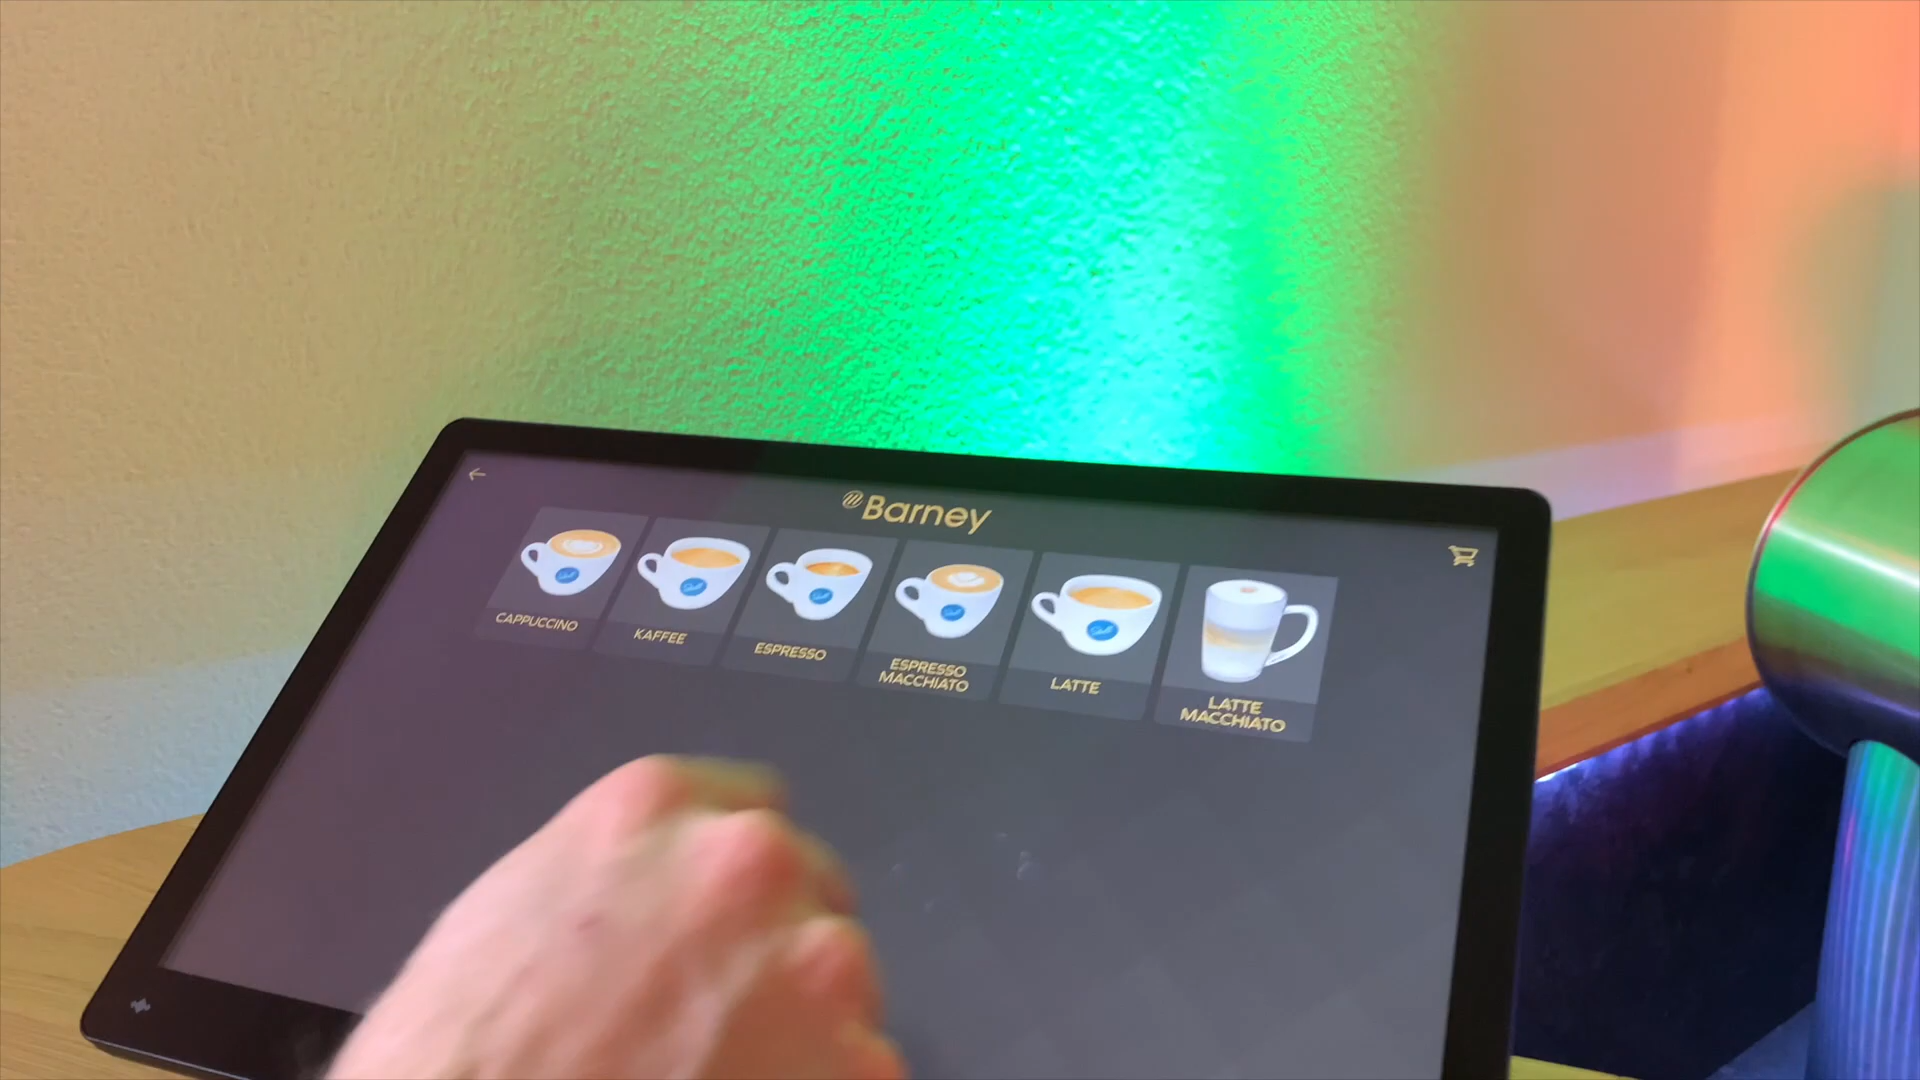 Barney
CAPPUCCINO
KAFFEE
ESPRESSO
ESPRESSO
MACCHIATO
LATTE
LATTE
MACCHIATO